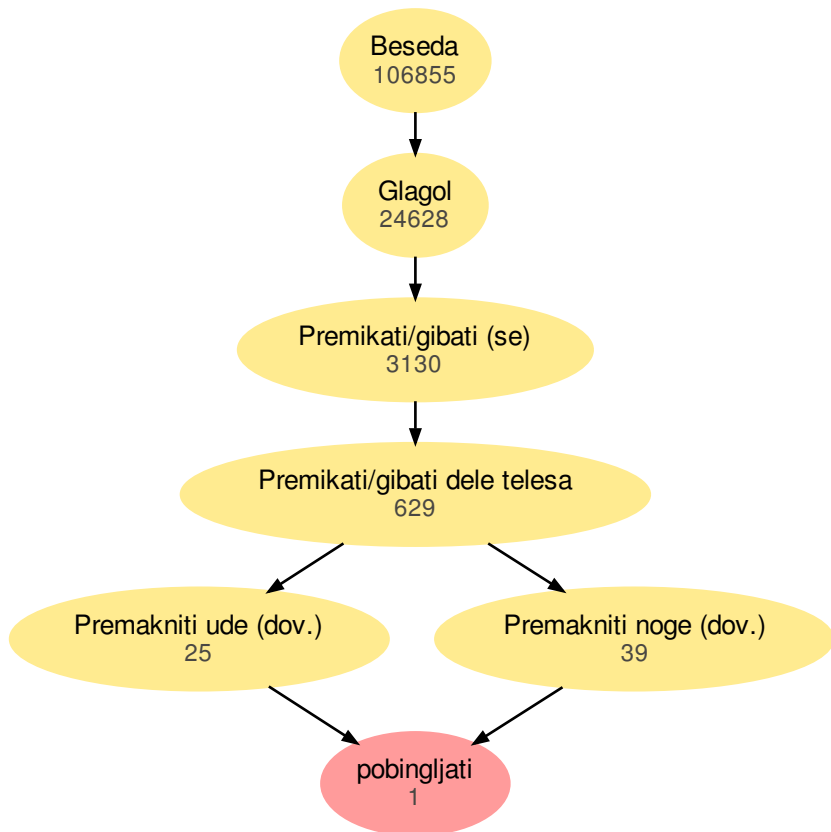 Beseda
106855
Glagol
24628
Premikati/gibati (se)
3130
Premikati/gibati dele telesa
629
Premakniti ude (dov.)
25
Premakniti noge (dov.)
39
pobingljati
1